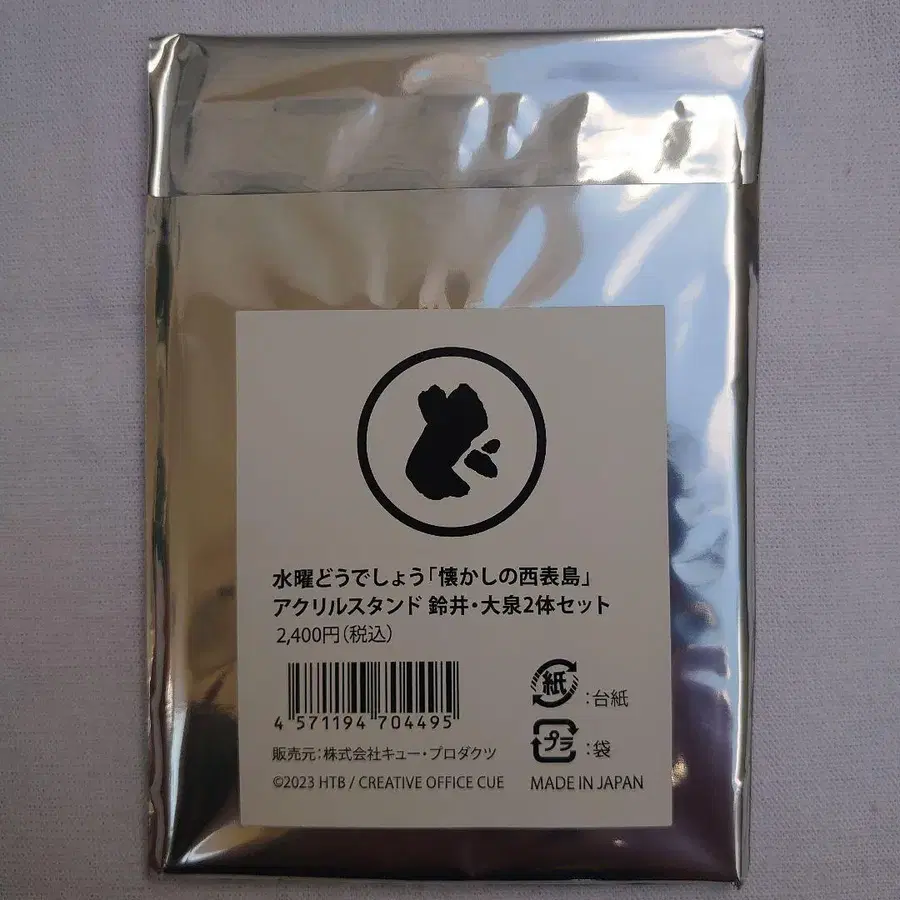 ど
水曜どうでしょう「懐かしの西表島」
アクリルスタンド 鈴井・大泉2体セット
2,400円(税込)
4 571194 704495
紙 :台紙
プラ :袋
販売元:株式会社キュー・プロダクツ
©2023 HTB / CREATIVE OFFICE CUE MADE IN JAPAN